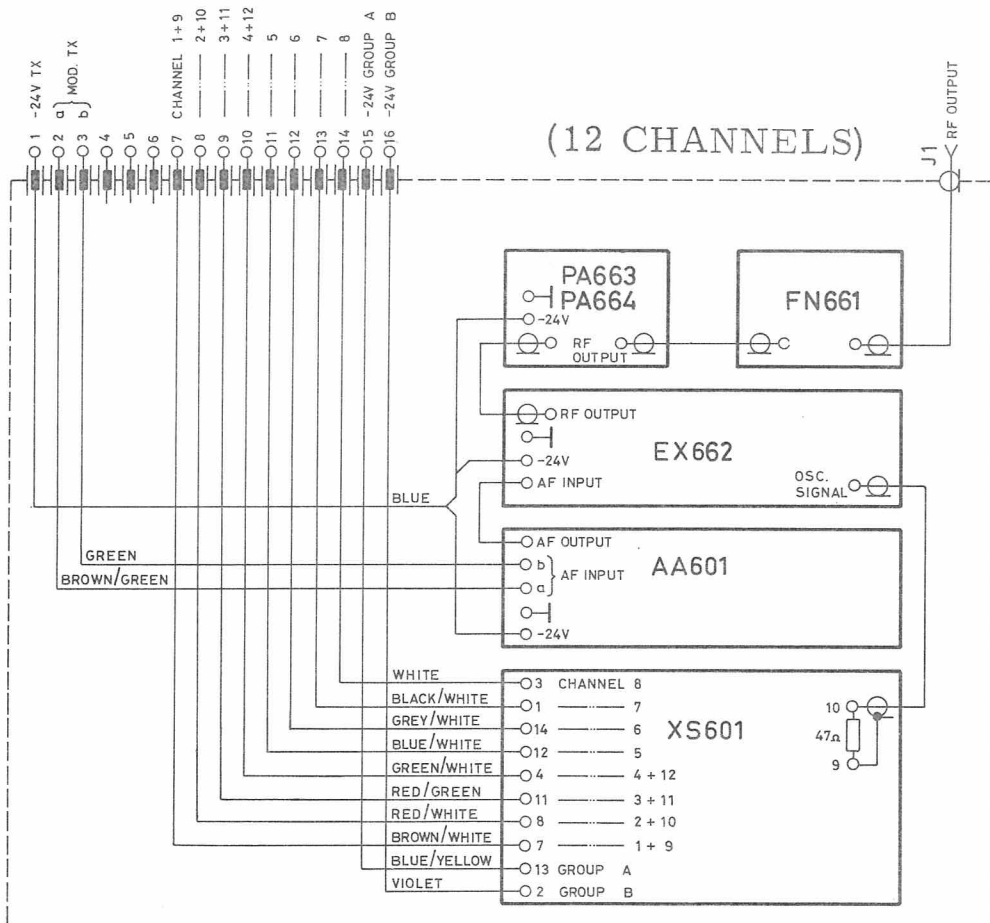 -24V TX
a } MOD. TX
b
CHANNEL 1+9
—··— 2+10
—··— 3+11
—··— 4+12
—··— 5
—··— 6
—··— 7
—··— 8
-24V GROUP A
-24V GROUP B
1 2 3 4 5 6 7 8 9 10 11 12 13 14 15 16
(12 CHANNELS)
J1
RF OUTPUT
PA663
PA664
-24V
RF
OUTPUT
FN661
RF OUTPUT
EX662
-24V
AF INPUT
OSC.
SIGNAL
BLUE
AF OUTPUT
GREEN
b
AF INPUT
AA601
BROWN/GREEN
a
-24V
WHITE
3 CHANNEL 8
BLACK/WHITE
1 —··— 7
GREY/WHITE
14 —··— 6
XS601
BLUE/WHITE
12 —··— 5
GREEN/WHITE
4 —··— 4+12
RED/GREEN
11 —··— 3+11
RED/WHITE
8 —··— 2+10
BROWN/WHITE
7 —··— 1+9
BLUE/YELLOW
13 GROUP A
VIOLET
2 GROUP B
10
47Ω
9